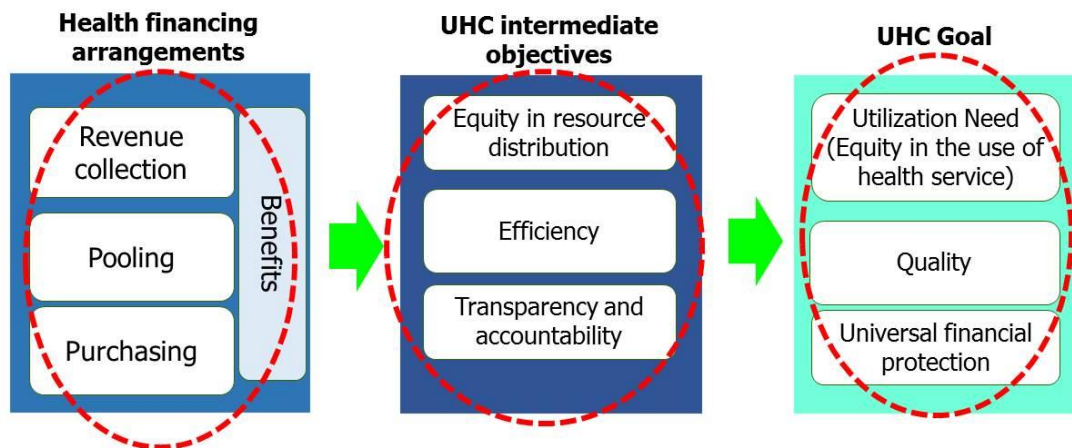 Health financing
arrangements
Revenue
collection
Pooling
Purchasing
Benefits
UHC intermediate
objectives
Equity in resource
distribution
Efficiency
Transparency and
accountability
UHC Goal
Utilization Need
(Equity in the use of
health service)
Quality
Universal financial
protection